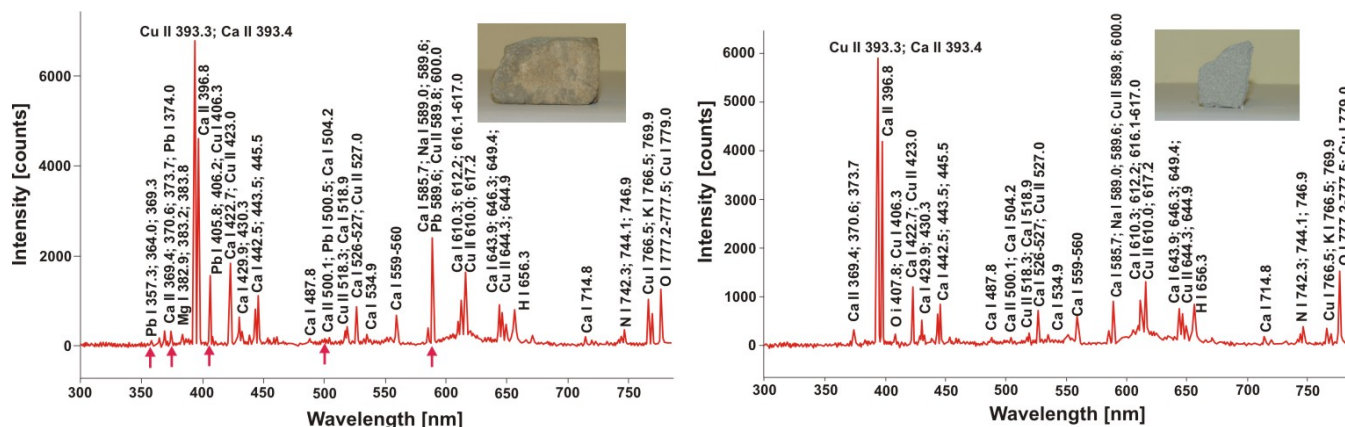 Cu II 393.3; Ca II 393.4
Intensity [counts]
6000
4000
2000
0
Pb I 357.3; 364.0; 369.3
Ca II 369.4; 370.6; 373.7; Pb I 374.0
Mg I 382.9; 383.2; 383.8
Ca II 396.8
Pb I 405.8; 406.2; Cu I 406.3
Ca I 422.7; Cu II 423.0
Ca I 429.9; 430.3
Ca I 442.5; 443.5; 445.5
Ca I 487.8
Ca II 500.1; Pb I 500.5; Ca I 504.2
Cu II 518.3; Ca I 518.9
Ca I 526-527; Cu II 527.0
Ca I 534.9
Ca I 559-560
Ca I 585.7; Na I 589.0; 589.6;
Pb 589.6; Cu II 589.8; 600.0
Ca I 610.3; 612.2; 616.1-617.0
Cu II 610.0; 617.2
Ca I 643.9; 646.3; 649.4;
Cu II 644.3; 644.9
H I 656.3
Ca I 714.8
N I 742.3; 744.1; 746.9
Cu I 766.5; K I 766.5; 769.9
O I 777.2-777.5; Cu I 779.0
300 350 400 450 500 550 600 650 700 750
Wavelength [nm]
Cu II 393.3; Ca II 393.4
Intensity [counts]
6000
5000
4000
3000
2000
1000
0
Ca II 369.4; 370.6; 373.7
Ca II 396.8
O i 407.8; Cu I 406.3
Ca I 422.7; Cu II 423.0
Ca I 429.9; 430.3
Ca I 442.5; 443.5; 445.5
Ca I 487.8
Ca II 500.1; Ca I 504.2
Cu II 518.3; Ca I 518.9
Ca I 526-527; Cu II 527.0
Ca I 534.9
Ca I 559-560
Ca I 585.7; Na I 589.0; 589.6; Cu II 589.8; 600.0
Ca I 610.3; 612.2; 616.1-617.0
Cu II 610.0; 617.2
Ca I 643.9; 646.3; 649.4;
Cu II 644.3; 644.9
H I 656.3
Ca I 714.8
N I 742.3; 744.1; 746.9
Cu I 766.5; K I 766.5; 769.9
O I 777.2-777.5; Cu I 779.0
300 350 400 450 500 550 600 650 700 750
Wavelength [nm]